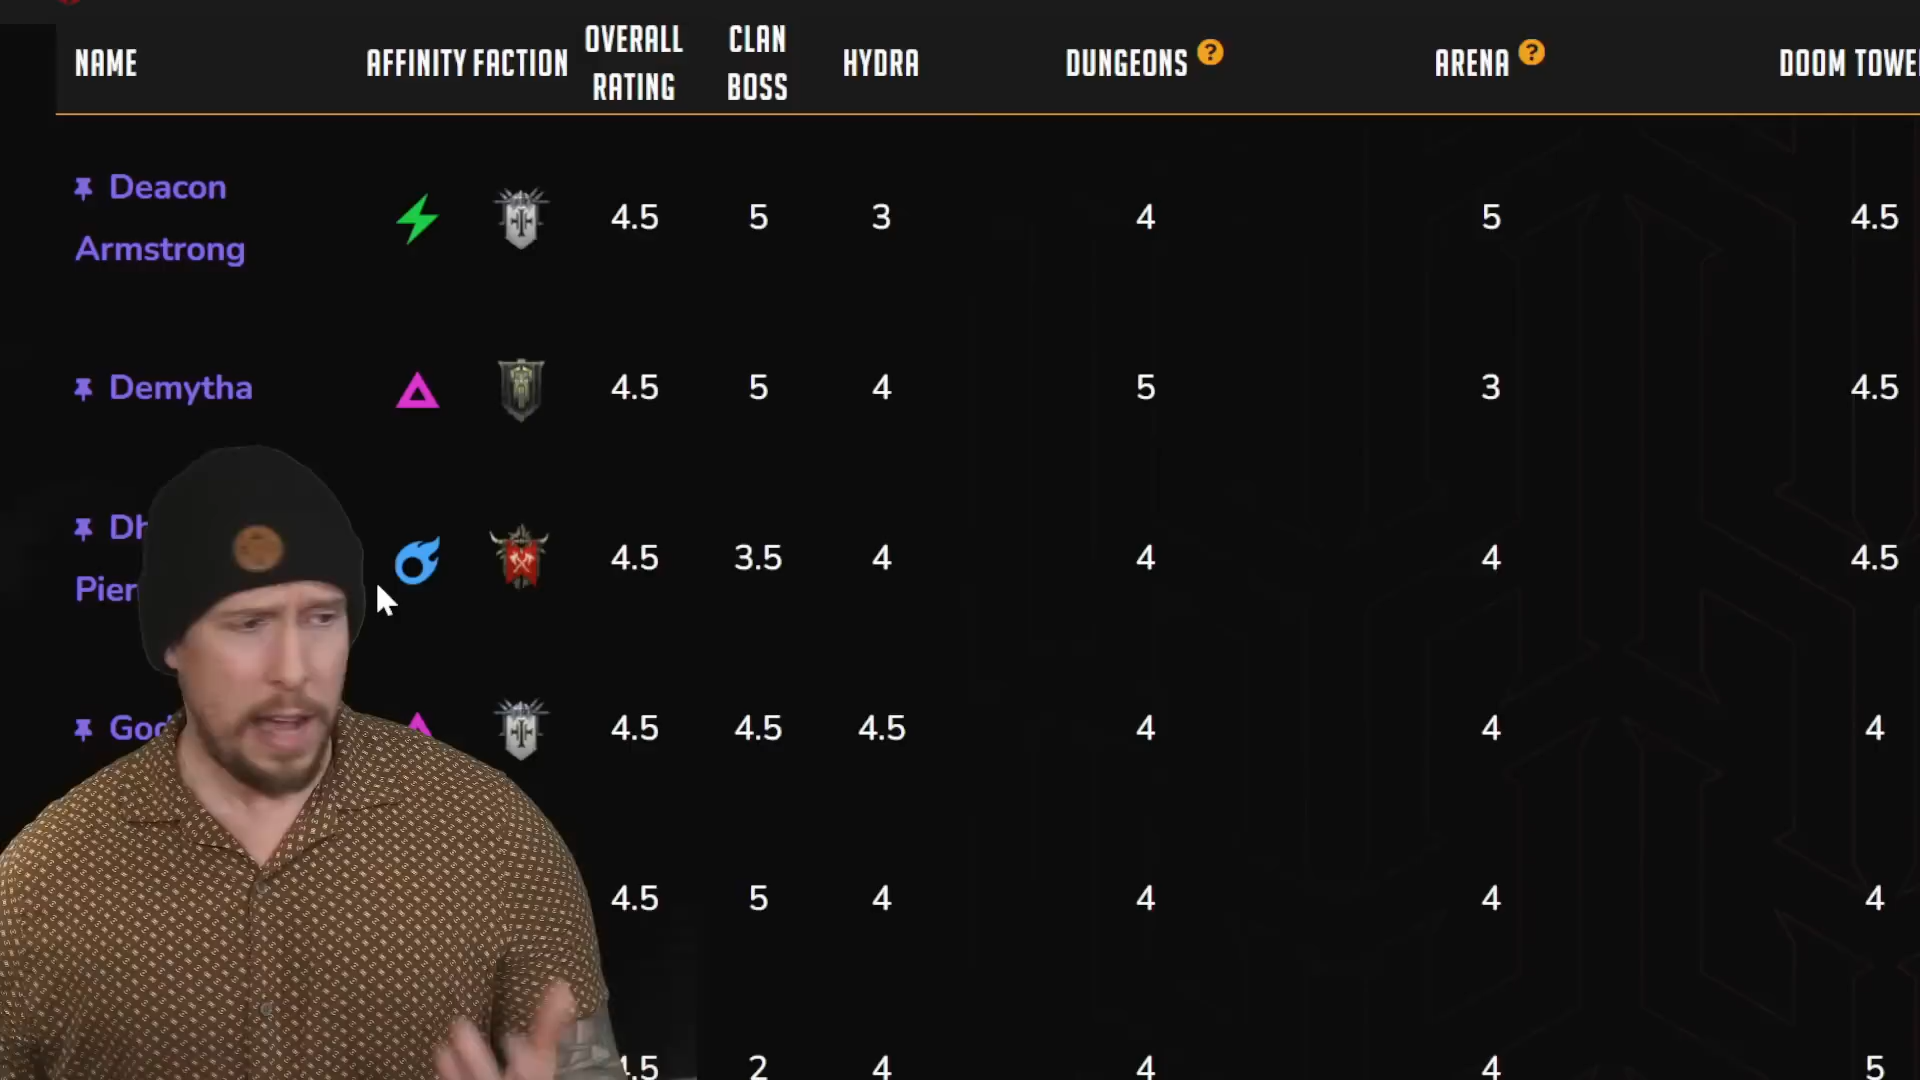 NAME AFFINITY FACTION OVERALL RATING CLAN BOSS HYDRA DUNGEONS ? ARENA ? DOOM
Deacon Armstrong 4.5 5 3 4 5 4.5
Demytha 4.5 5 4 5 3 4.5
4.5 3.5 4 4 4 4.5
4.5 4.5 4.5 4 4 4
4.5 5 4 4 4 4
2 4 4 4 5